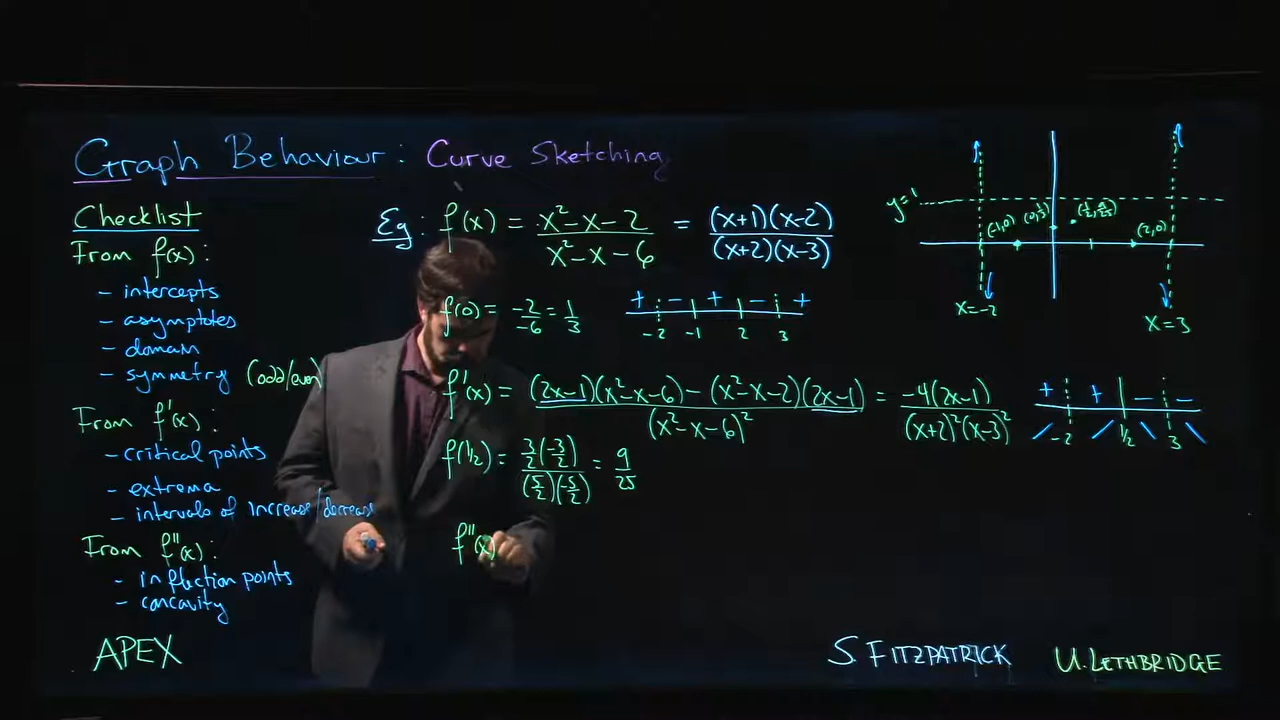 Graph Behaviour: Curve Sketching
Checklist
From f(x):
- intercepts
- asymptotes
- domain
- symmetry (odd/even)
From f'(x):
- critical points
- extrema
- intervals of increase/decrease
From f"(x):
- inflection points
- concavity
APEX
Eg: f(x) = (x²-x-2)/(x²-x-6) = ((x+1)(x-2))/((x+2)(x-3))
f(0) = -2/-6 = 1/3
+ - + - +
-2 -1 2 3
f'(x) = ((2x-1)(x²-x-6) - (x²-x-2)(2x-1))/((x²-x-6)²) = (-4(2x-1))/((x+2)²(x-3)²)
+ + - -
-2 1/2 3
f(1/2) = (3/2(-3/2))/((5/2)(-5/2)) = 9/25
f"(x)
y=1
(-1,0) (0,1/3) (1/2,9/25) (2,0)
x=-2 x=3
S. FITZPATRICK U. LETHBRIDGE